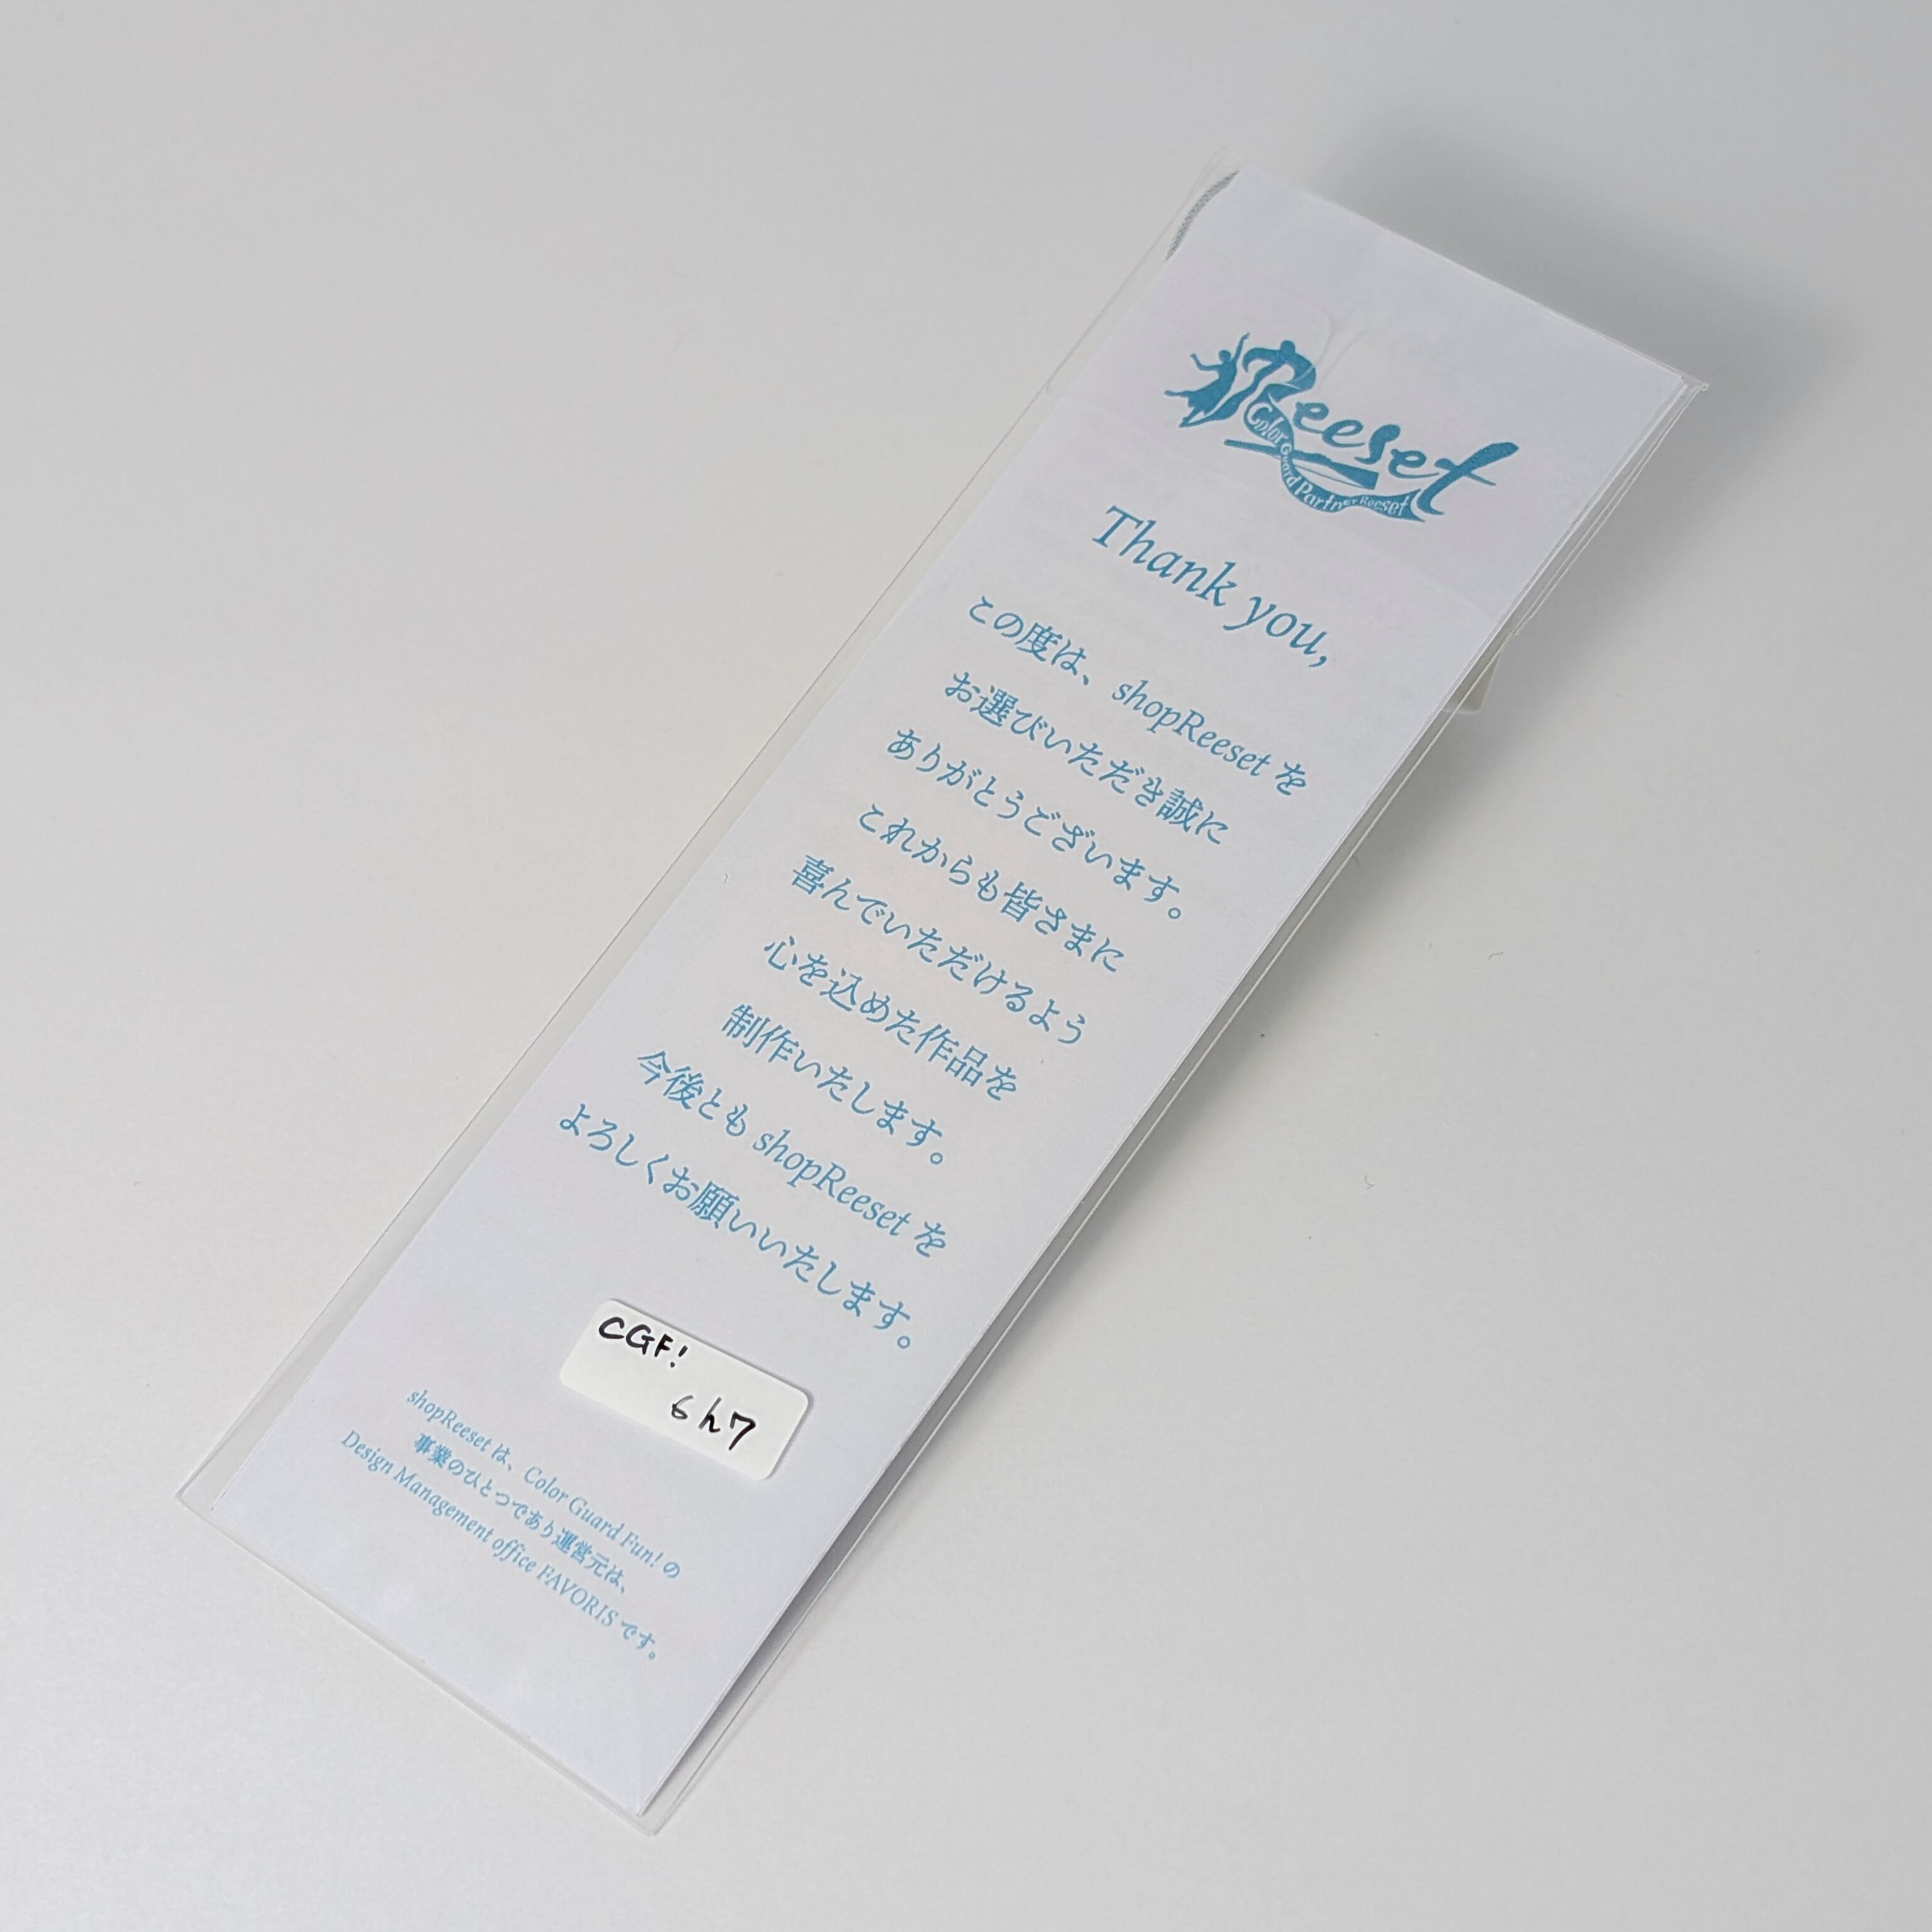 Reeset
Color Guard Partner Reeset
Thank you,
この度は、shopReeset を
お選びいただき誠に
ありがとうございます。
これからも皆さまに
喜んでいただけるよう
心を込めた作品を
制作いたします。
今後とも shopReeset を
よろしくお願いいたします。
CGF!
6ん7
shopReeset は、Color Guard Fun! の
事業のひとつであり運営元は、
Design Management office FAVORIS です。